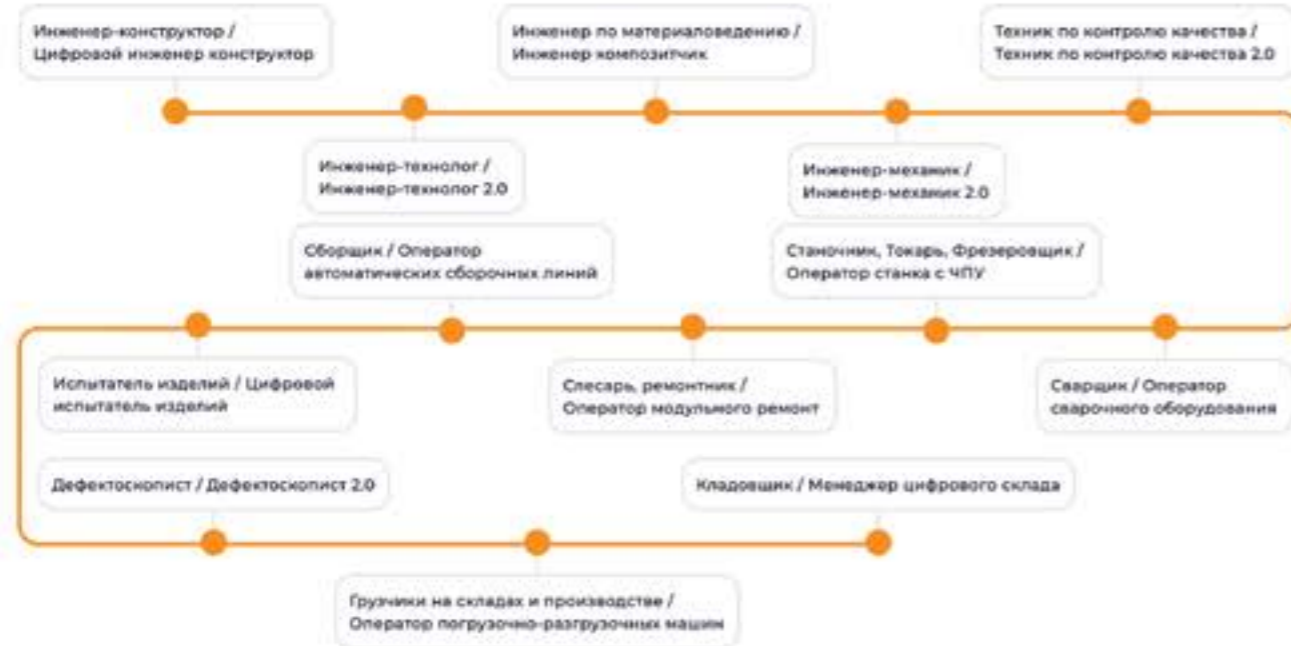 Инженер-конструктор /
Цифровой инженер конструктор
Инженер по материаловедению /
Инженер композитчик
Техник по контролю качества /
Техник по контролю качества 2.0
Инженер-технолог /
Инженер-технолог 2.0
Инженер-механик /
Инженер-механик 2.0
Сборщик / Оператор
автоматических сборочных линий
Станочник, Токарь, Фрезеровщик /
Оператор станка с ЧПУ
Испытатель изделий / Цифровой
испытатель изделий
Слесарь, ремонтник /
Оператор модульного ремонт
Сварщик / Оператор
сварочного оборудования
Дефектоскопист / Дефектоскопист 2.0
Кладовщик / Менеджер цифрового склада
Грузчики на складах и производстве /
Оператор погрузочно-разгрузочных машин